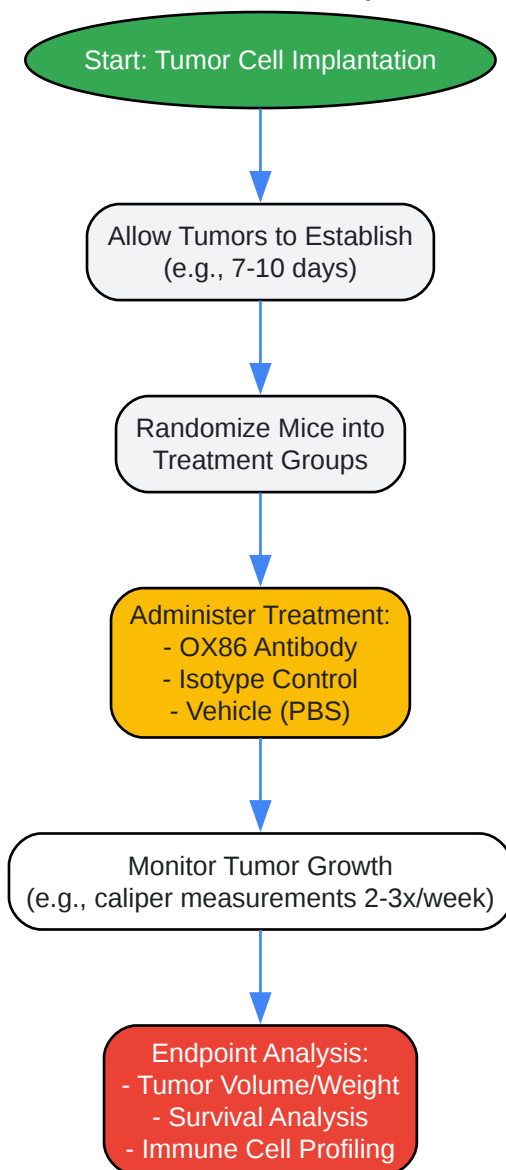 Start: Tumor Cell Implantation
Allow Tumors to Establish
(e.g., 7-10 days)
Randomize Mice into
Treatment Groups
Administer Treatment:
- OX86 Antibody
- Isotype Control
- Vehicle (PBS)
Monitor Tumor Growth
(e.g., caliper measurements 2-3x/week)
Endpoint Analysis:
- Tumor Volume/Weight
- Survival Analysis
- Immune Cell Profiling